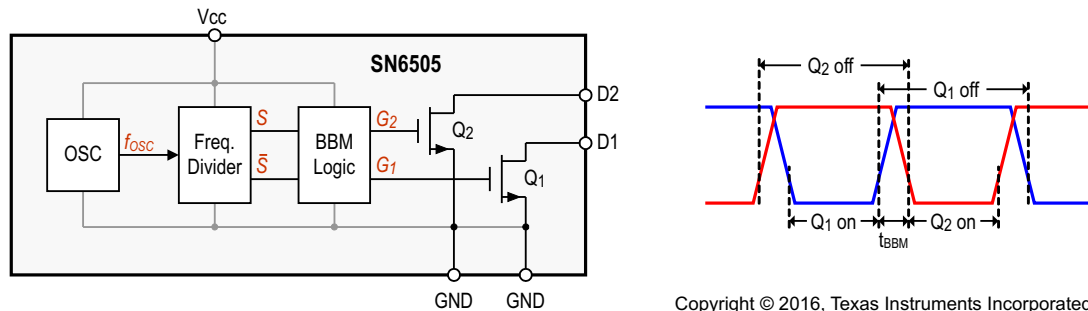 Vcc
SN6505
OSC
fOSC
Freq.
Divider
S
S̄
BBM
Logic
G2
G1
Q2
Q1
D2
D1
GND
GND
Q2 off
Q1 off
Q1 on
tBBM
Q2 on
Copyright © 2016, Texas Instruments Incorporated